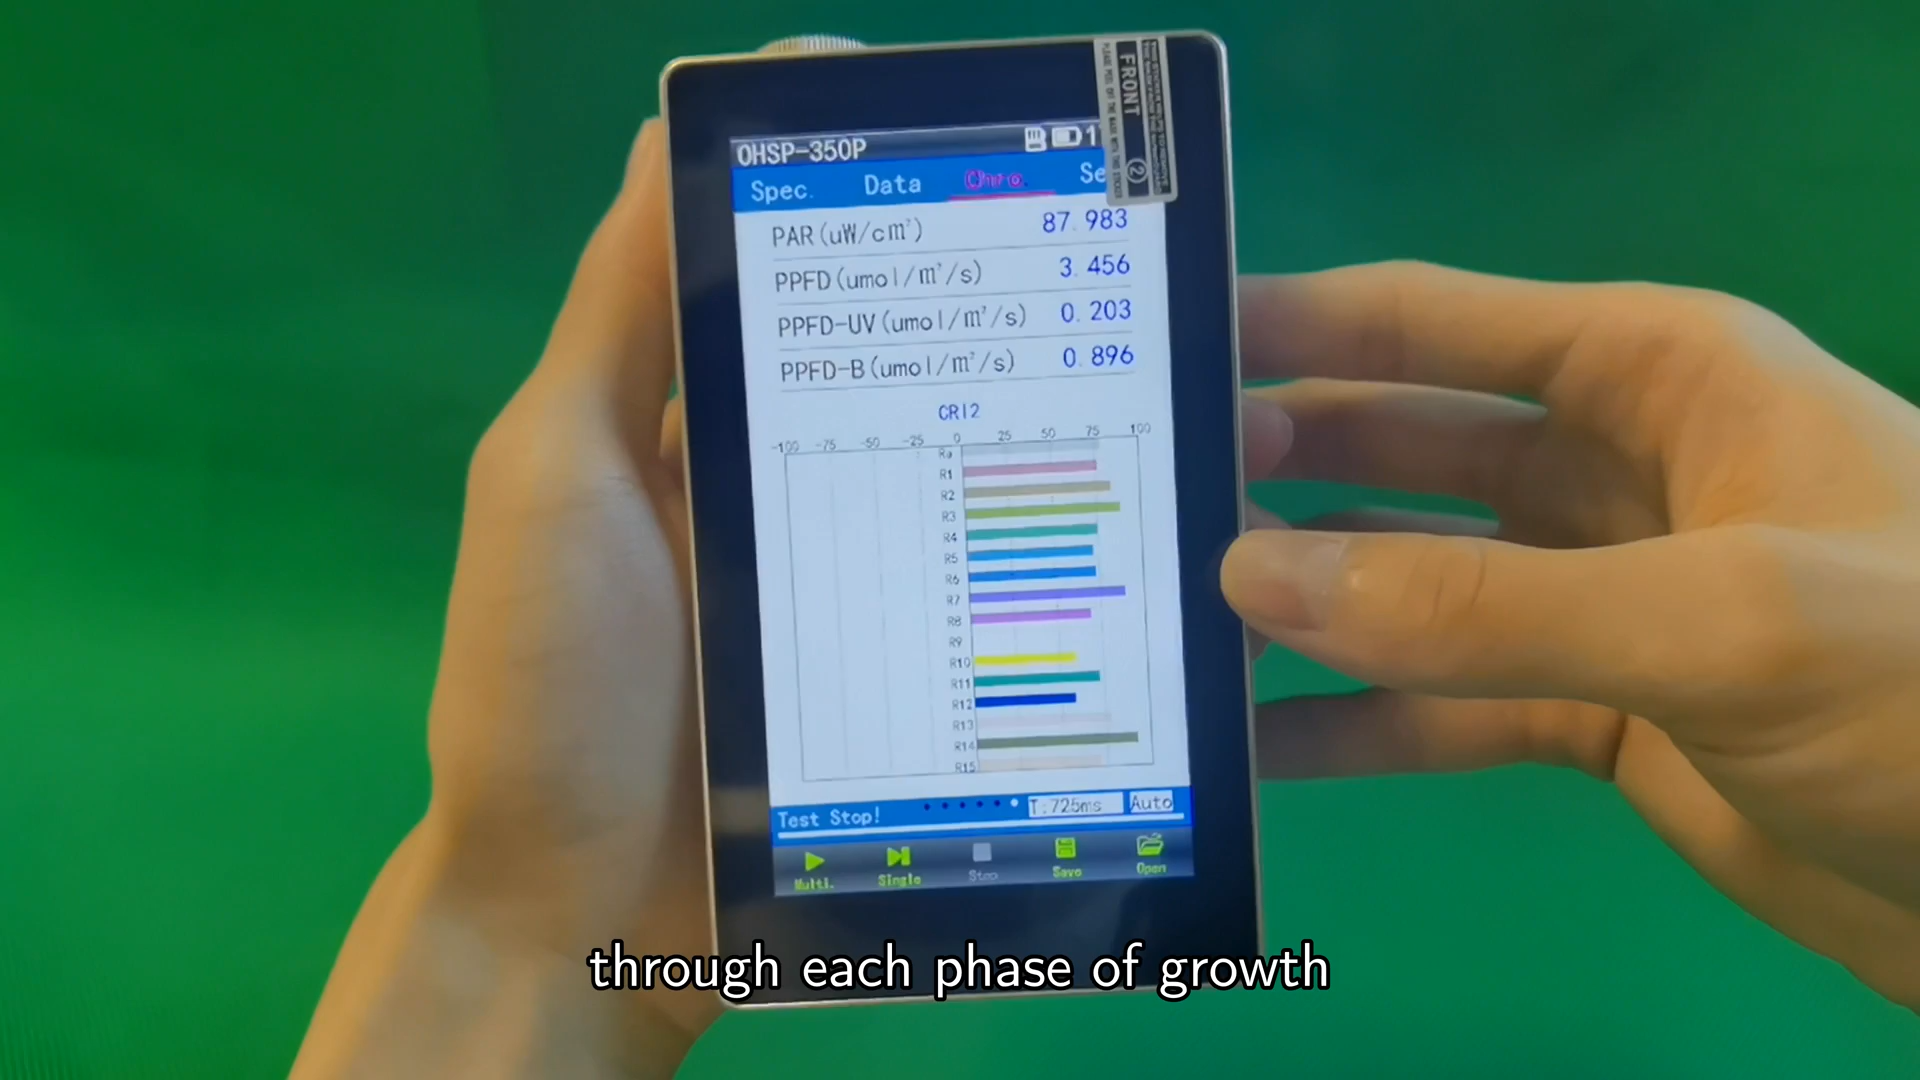 FRONT
2
OHSP-350P
Spec. Data Chro. Se
PAR(uW/cm²) 87.983
PPFD(umol/m²/s) 3.456
PPFD-UV(umol/m²/s) 0.203
PPFD-B(umol/m²/s) 0.896
CRI2
-100 -75 -50 -25 0 25 50 75 100
Ra
R1
R2
R3
R4
R5
R6
R7
R8
R9
R10
R11
R12
R13
R14
R15
Test Stop! T:725ms Auto
Multi. Single Stop Save Open
through each phase of growth